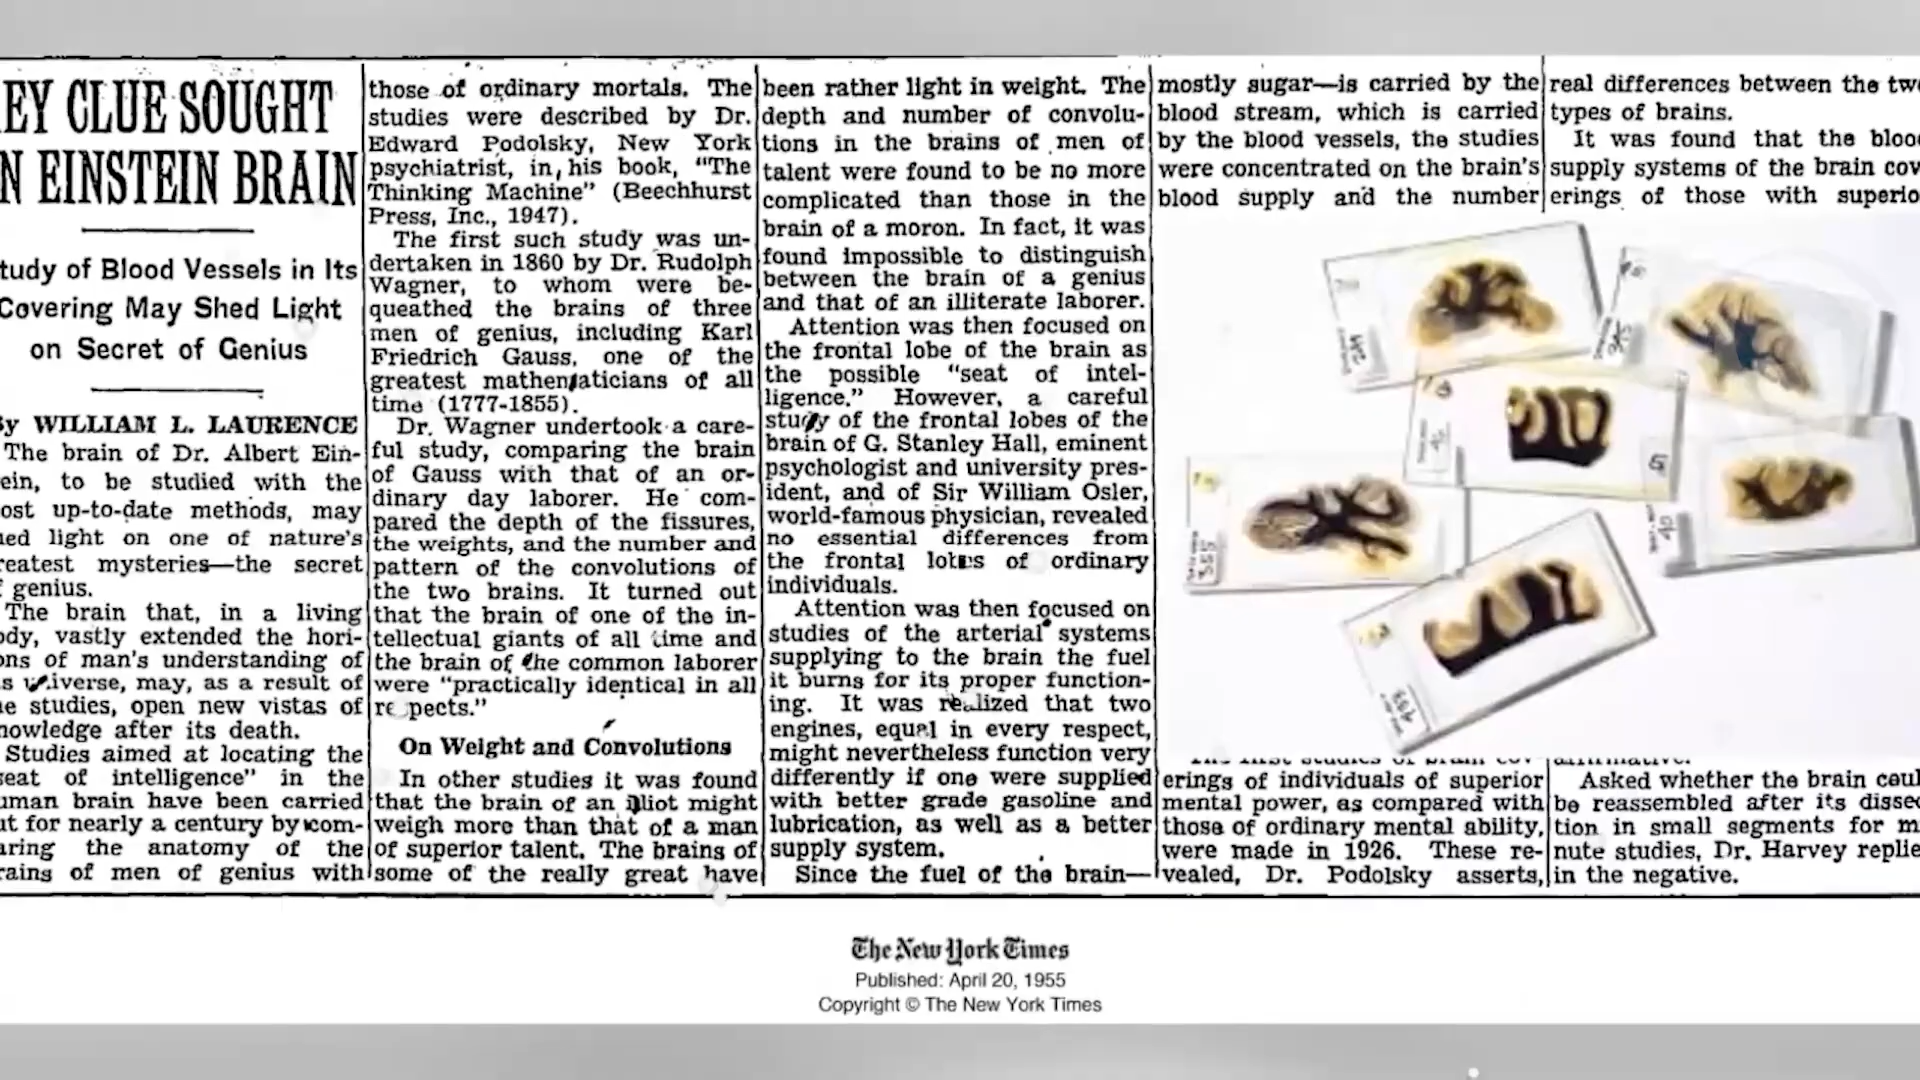 EY CLUE SOUGHT
N EINSTEIN BRAIN
tudy of Blood Vessels in Its
Covering May Shed Light
on Secret of Genius
By WILLIAM L. LAURENCE
The brain of Dr. Albert Ein-
ein, to be studied with the
ost up-to-date methods, may
ed light on one of nature's
reatest mysteries—the secret
f genius.
The brain that, in a living
ody, vastly extended the hori-
ons of man's understanding of
s universe, may, as a result of
e studies, open new vistas of
nowledge after its death.
Studies aimed at locating the
seat of intelligence" in the
uman brain have been carried
ut for nearly a century by com-
aring the anatomy of the
rains of men of genius with
those of ordinary mortals. The
studies were described by Dr.
Edward Podolsky, New York
psychiatrist, in his book, "The
Thinking Machine" (Beechhurst
Press, Inc., 1947).
The first such study was un-
dertaken in 1860 by Dr. Rudolph
Wagner, to whom were be-
queathed the brains of three
men of genius, including Karl
Friedrich Gauss, one of the
greatest mathematicians of all
time (1777-1855).
Dr. Wagner undertook a care-
ful study, comparing the brain
of Gauss with that of an or-
dinary day laborer. He com-
pared the depth of the fissures,
the weights, and the number and
pattern of the convolutions of
the two brains. It turned out
that the brain of one of the in-
tellectual giants of all time and
the brain of the common laborer
were "practically identical in all
respects."
On Weight and Convolutions
In other studies it was found
that the brain of an idiot might
weigh more than that of a man
of superior talent. The brains of
some of the really great have
been rather light in weight. The
depth and number of convolu-
tions in the brains of men of
talent were found to be no more
complicated than those in the
brain of a moron. In fact, it was
found impossible to distinguish
between the brain of a genius
and that of an illiterate laborer.
Attention was then focused on
the frontal lobe of the brain as
the possible "seat of intel-
ligence." However, a careful
study of the frontal lobes of the
brain of G. Stanley Hall, eminent
psychologist and university pres-
ident, and of Sir William Osler,
world-famous physician, revealed
no essential differences from
the frontal lobes of ordinary
individuals.
Attention was then focused on
studies of the arterial systems
supplying to the brain the fuel
it burns for its proper function-
ing. It was realized that two
engines, equal in every respect,
might nevertheless function very
differently if one were supplied
with better grade gasoline and
lubrication, as well as a better
supply system.
Since the fuel of the brain—
mostly sugar—is carried by the
blood stream, which is carried
by the blood vessels, the studies
were concentrated on the brain's
blood supply and the number
erings of individuals of superior
mental power, as compared with
those of ordinary mental ability,
were made in 1926. These re-
vealed, Dr. Podolsky asserts,
real differences between the two
types of brains.
It was found that the bloo
supply systems of the brain cov
erings of those with superio
Asked whether the brain coul
be reassembled after its dissec
tion in small segments for mi
nute studies, Dr. Harvey replie
in the negative.
The New York Times
Published: April 20, 1955
Copyright © The New York Times